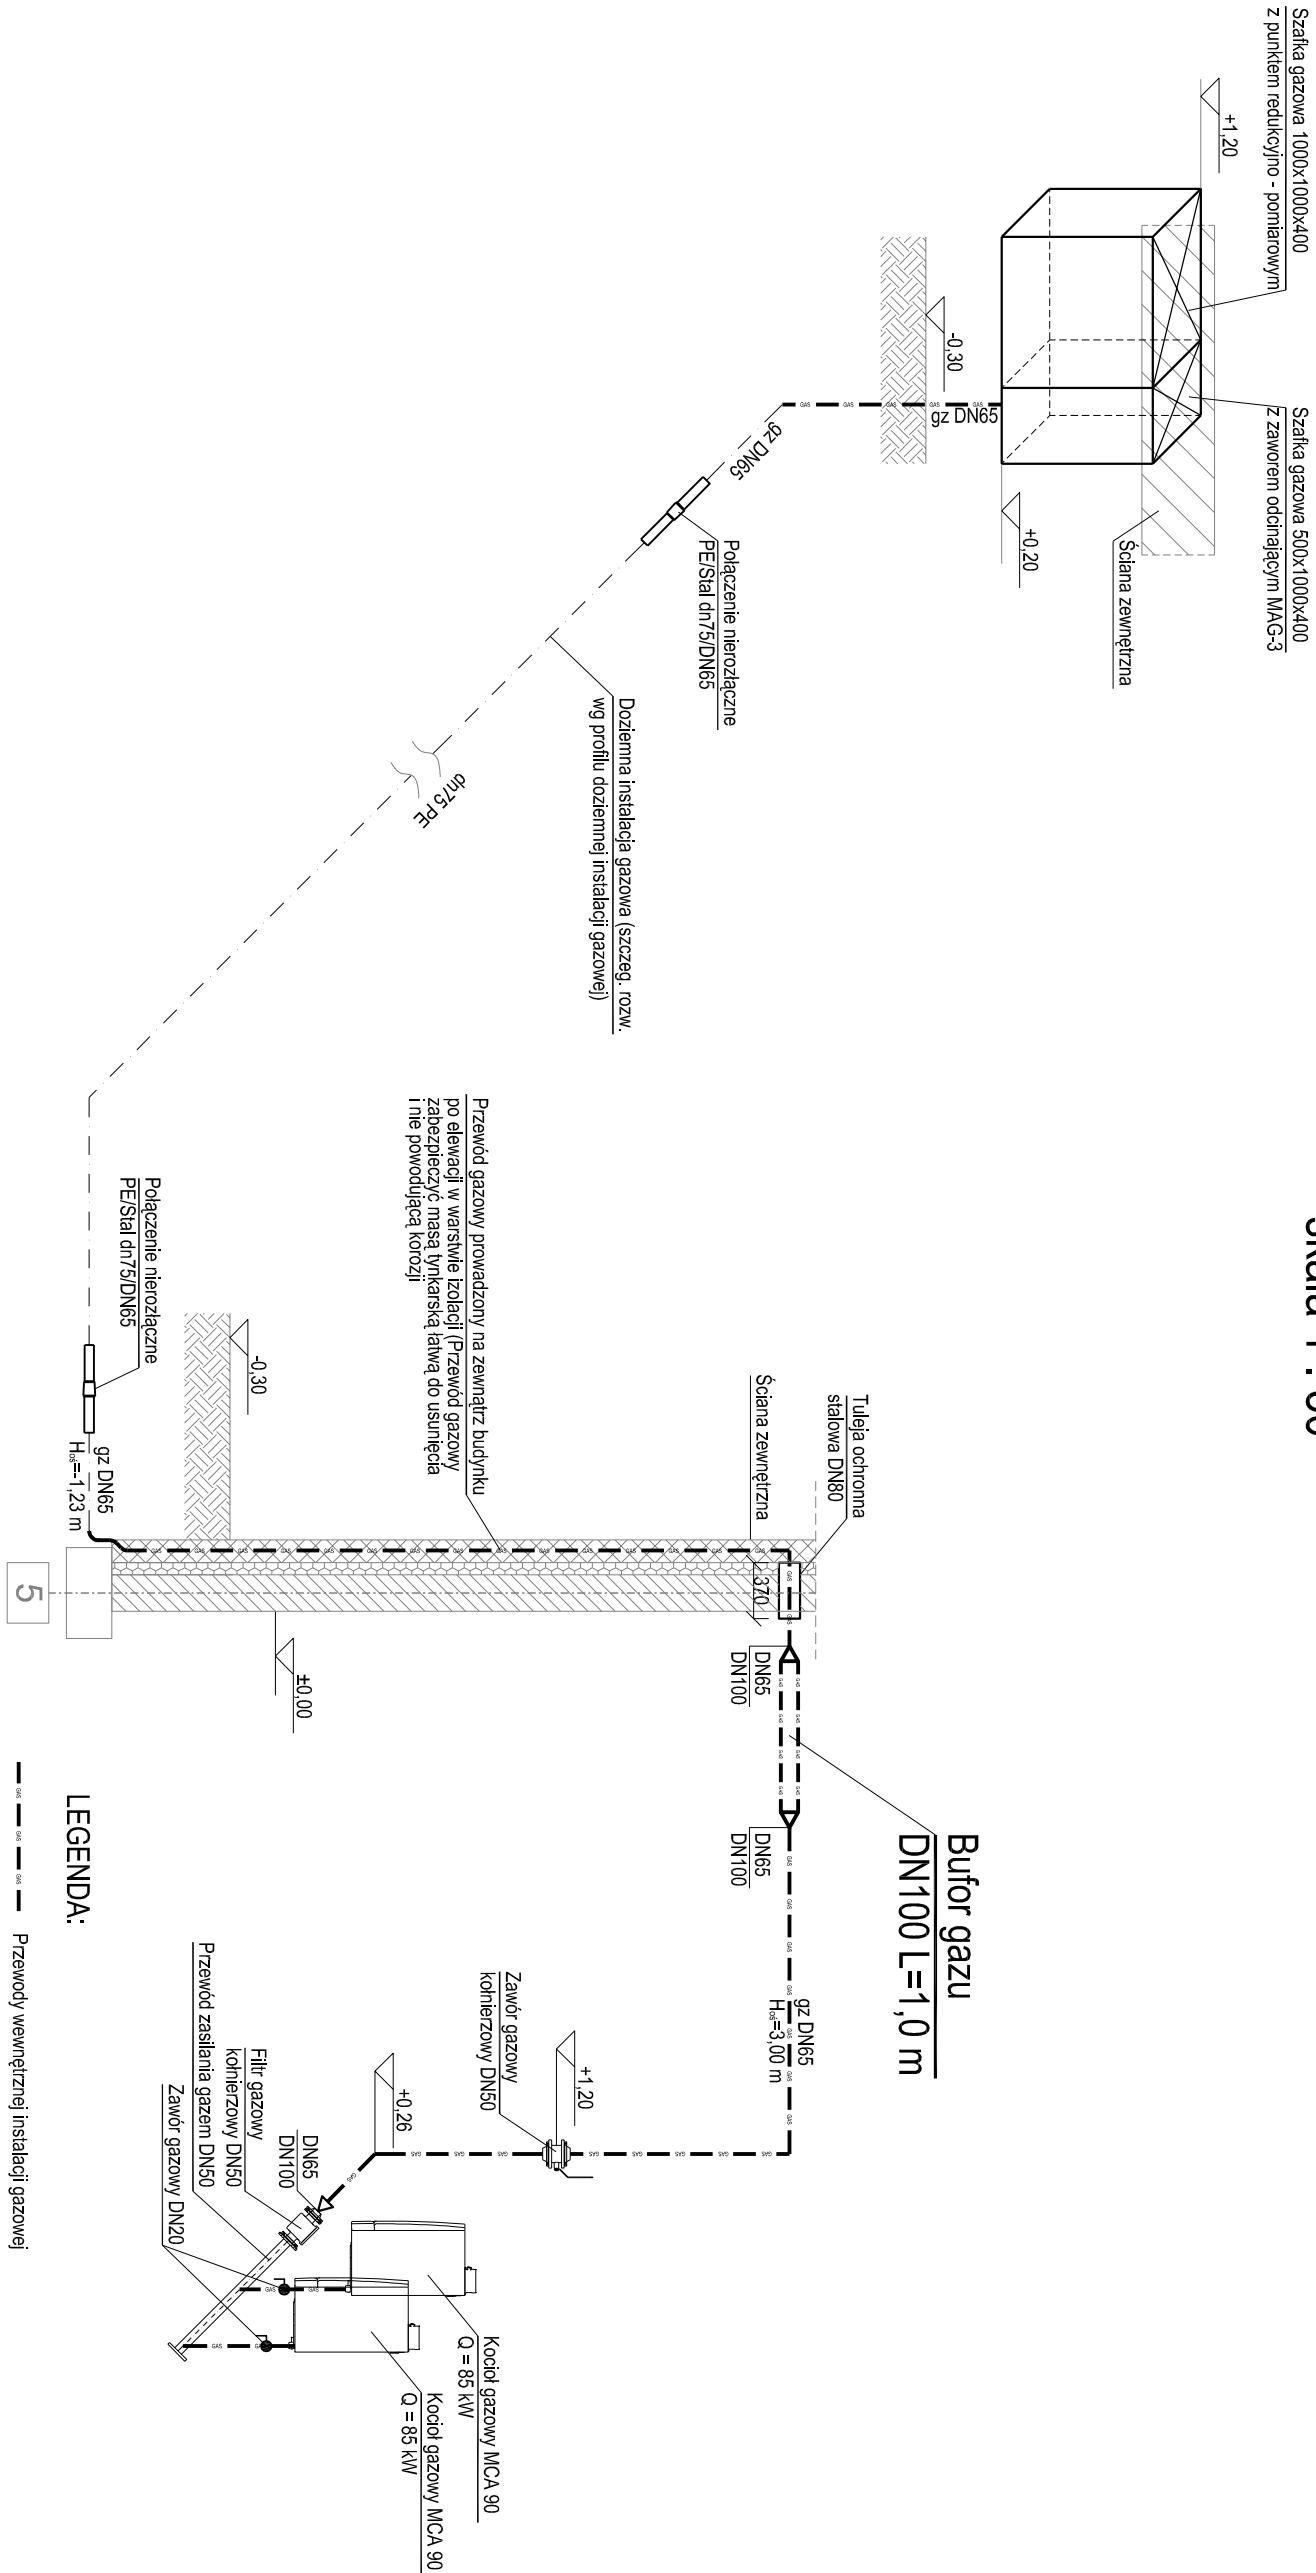 Skala 1 : 50
Szafka gazowa 1000x1000x400
z punktem redukcyjno - pomiarowym
Szafka gazowa 500x1000x400
z zaworem odcinającym MAG-3
+1,20
Ściana zewnętrzna
+0,20
-0,30
gz DN65
gz DN65
Połączenie nierozłączne
PE/Stal dn75/DN65
Doziemna instalacja gazowa (szczeg. rozw.
wg profilu doziemnej instalacji gazowej)
dn75 PE
Przewód gazowy prowadzony na zewnątrz budynku
po elewacji w warstwie izolacji (Przewód gazowy
zabezpieczyć masą tynkarską łatwą do usunięcia
i nie powodującą korozji
Połączenie nierozłączne
PE/Stal dn75/DN65
-0,30
gz DN65
Hoś=-1,23 m
Tuleja ochronna
stalowa DN80
Ściana zewnętrzna
370
5
±0,00
DN65
DN100
Bufor gazu
DN100 L=1,0 m
DN65
DN100
gz DN65
Hoś=3,00 m
Zawór gazowy
kołnierzowy DN50
+1,20
+0,26
DN65
DN100
Filtr gazowy
kołnierzowy DN50
Przewód zasilania gazem DN50
Zawór gazowy DN20
Kocioł gazowy MCA 90
Q = 85 kW
Kocioł gazowy MCA 90
Q = 85 kW
LEGENDA:
GAS GAS GAS Przewody wewnętrznej instalacji gazowej